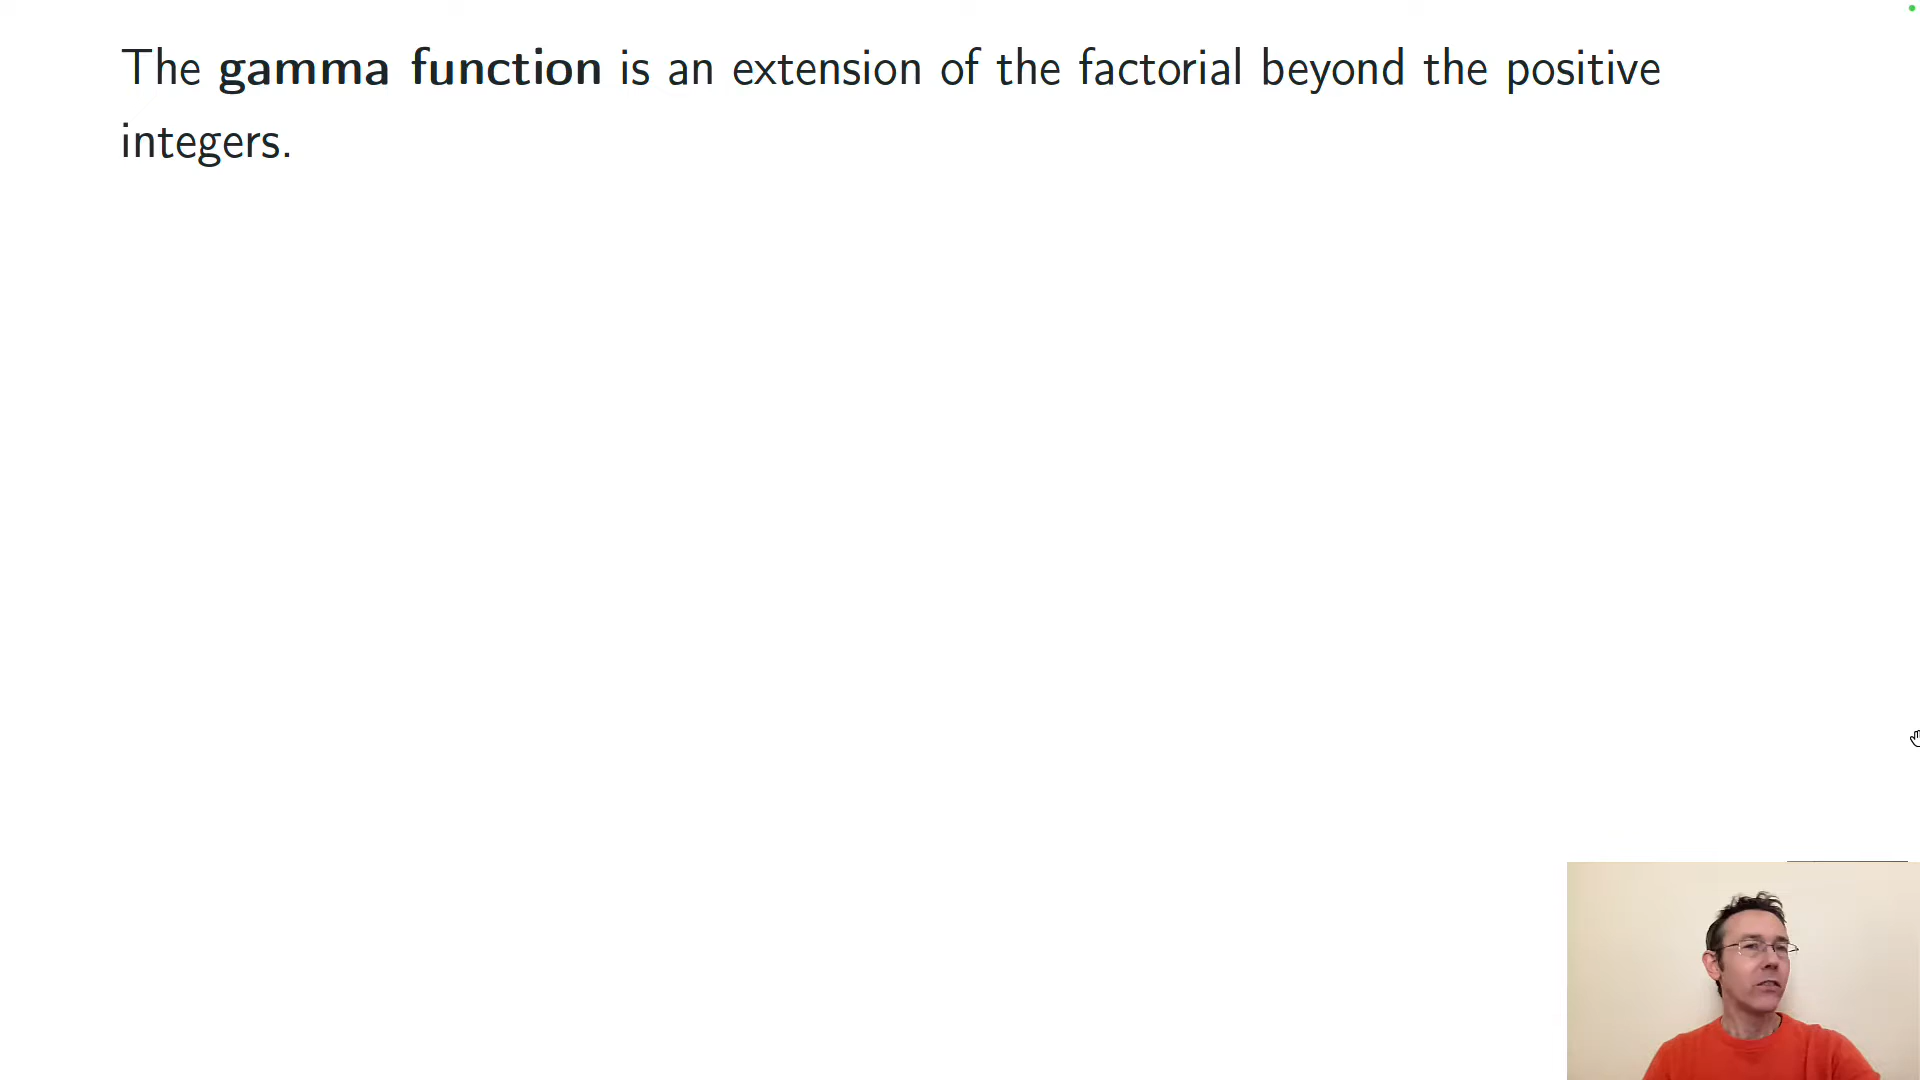 The gamma function is an extension of the factorial beyond the positive
integers.